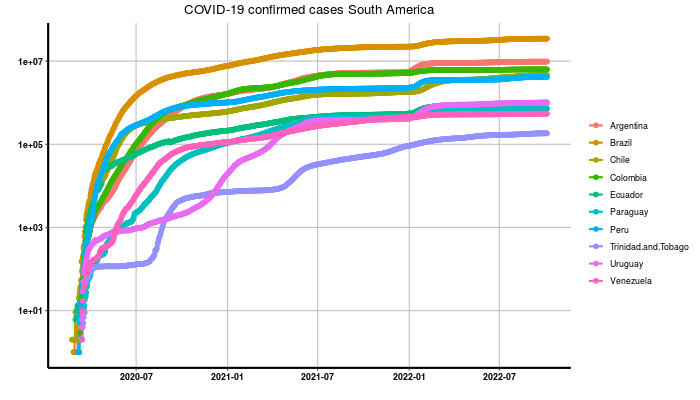 COVID-19 confirmed cases South America
1e+07
1e+05
1e+03
1e+01
2020-07
2021-01
2021-07
2022-01
2022-07
Argentina
Brazil
Chile
Colombia
Ecuador
Paraguay
Peru
Trinidad.and.Tobago
Uruguay
Venezuela